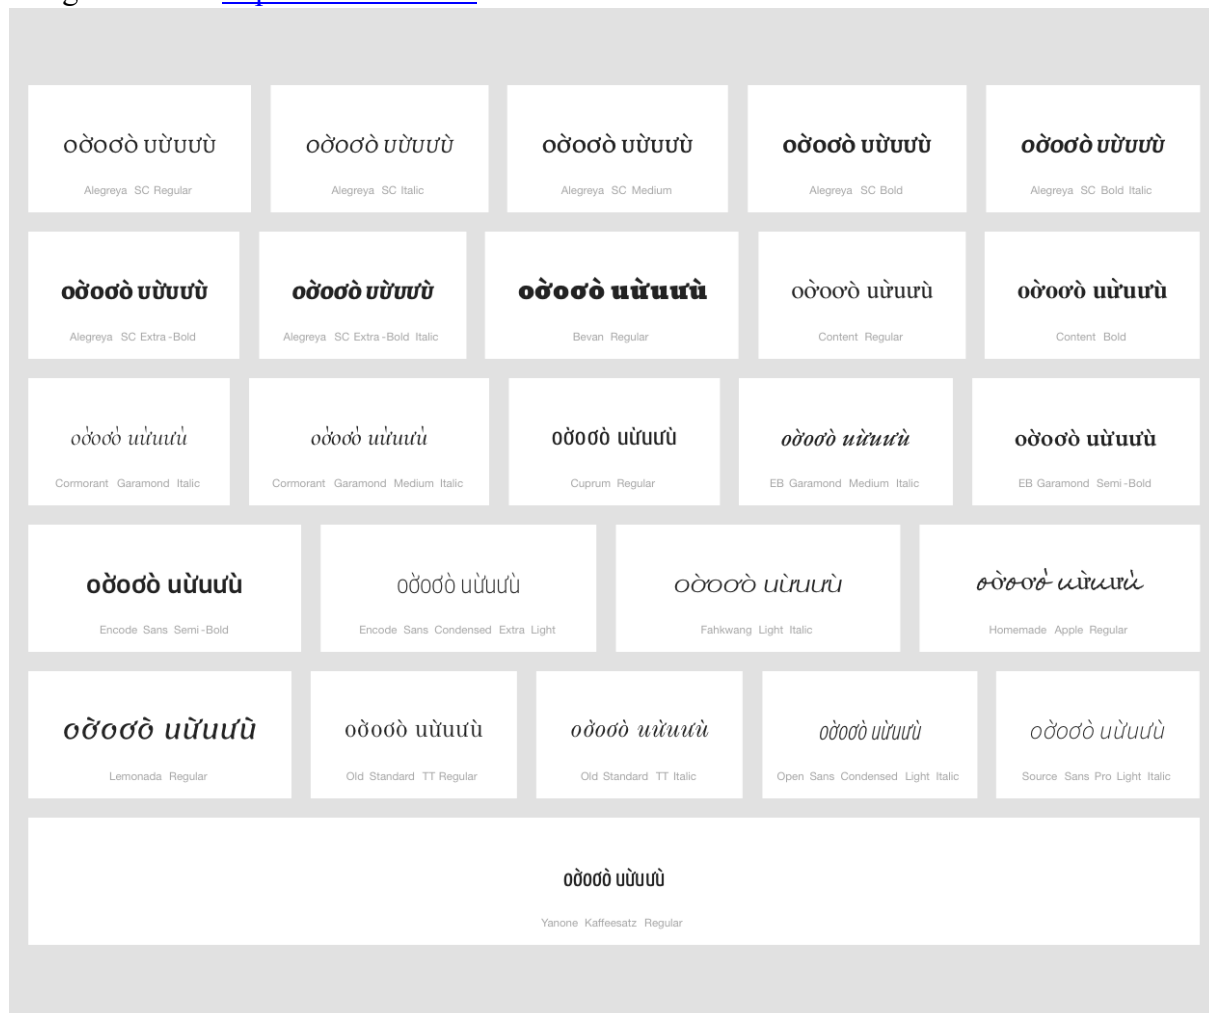 oờoơò uừuưù oờoơò uừuưù oờoơò uừuưù oờoơò uừuưù oờoơò uừuưù
Alegreya SC Regular Alegreya SC Italic Alegreya SC Medium Alegreya SC Bold Alegreya SC Bold Italic
oờoơò uừuưù oờoơò uừuưù oờoơò uừuưù oờoơò uừuưù oờoơò uừuưù
Alegreya SC Extra-Bold Alegreya SC Extra-Bold Italic Bevan Regular Content Regular Content Bold
oờoơò uừuưù oờoơò uừuưù oờoơò uừuưù oờoơò uừuưù oờoơò uừuưù
Cormorant Garamond Italic Cormorant Garamond Medium Italic Cuprum Regular EB Garamond Medium Italic EB Garamond Semi-Bold
oờoơò uừuưù oờoơò uừuưù oờoơò uừuưù oờoơò uừuưù
Encode Sans Semi-Bold Encode Sans Condensed Extra Light Fahkwang Light Italic Homemade Apple Regular
oờoơò uừuưù oờoơò uừuưù oờoơò uừuưù oờoơò uừuưù oờoơò uừuưù
Lemonada Regular Old Standard TT Regular Old Standard TT Italic Open Sans Condensed Light Italic Source Sans Pro Light Italic
oờoơò uừuưù
Yanone Kaffeesatz Regular